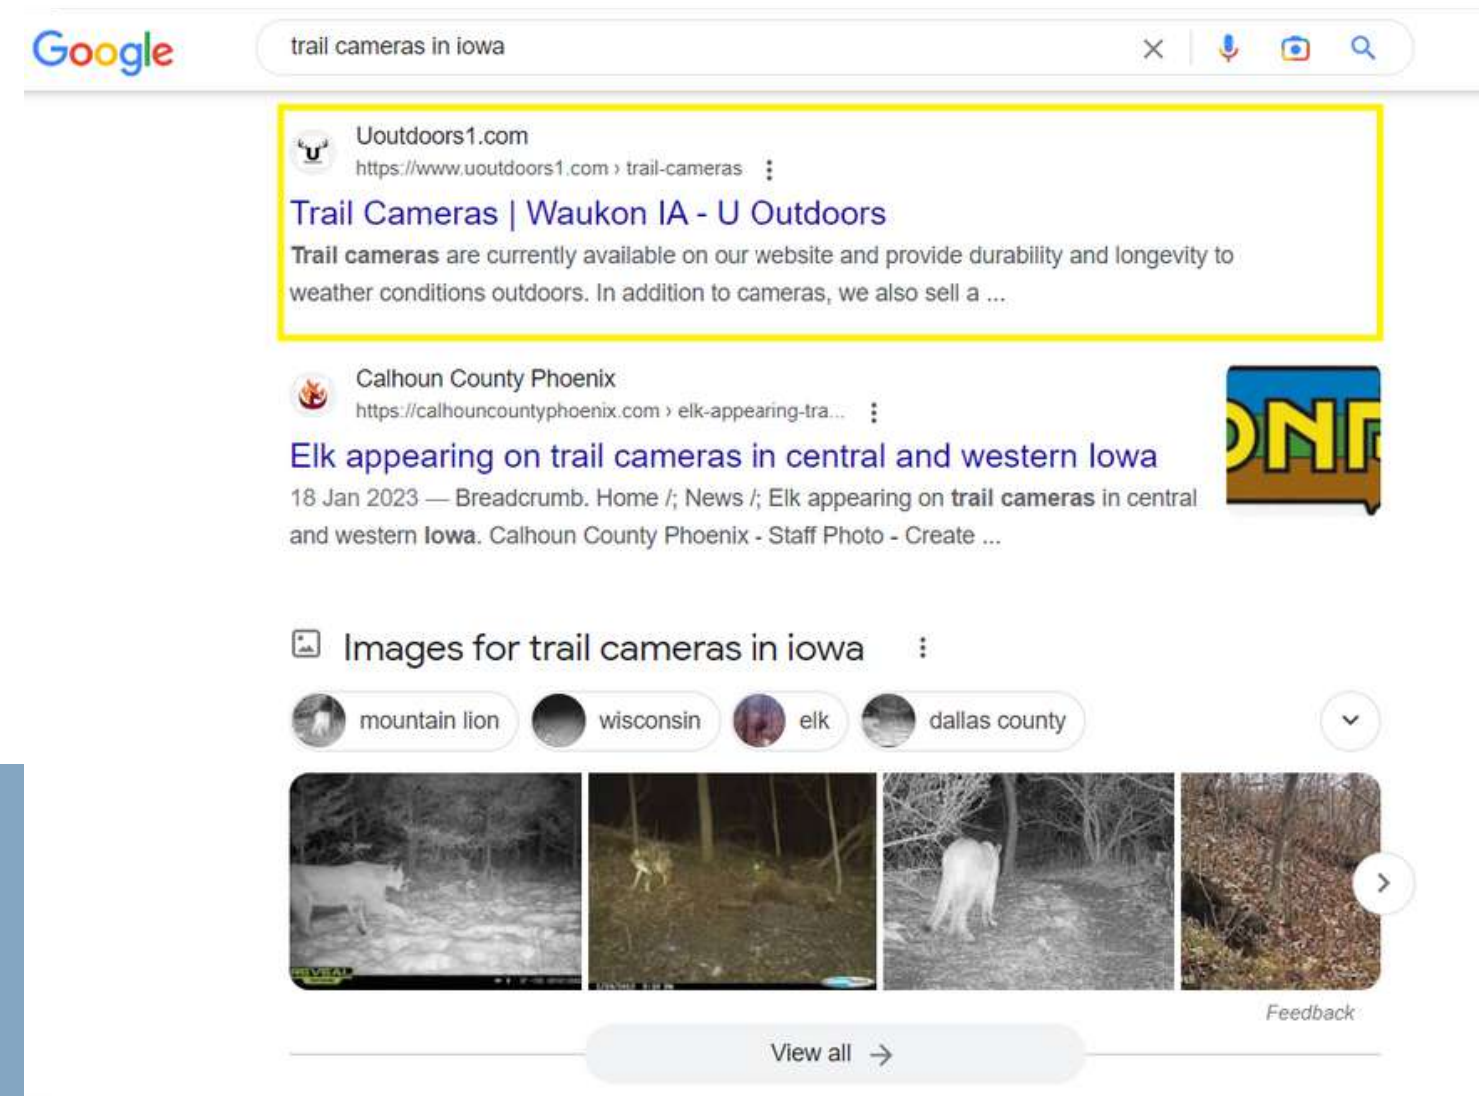 Google
trail cameras in iowa
U
Uoutdoors1.com
https://www.uoutdoors1.com › trail-cameras
Trail Cameras | Waukon IA - U Outdoors
Trail cameras are currently available on our website and provide durability and longevity to
weather conditions outdoors. In addition to cameras, we also sell a ...
Calhoun County Phoenix
https://calhouncountyphoenix.com › elk-appearing-tra...
Elk appearing on trail cameras in central and western Iowa
18 Jan 2023 — Breadcrumb. Home /; News /; Elk appearing on trail cameras in central
and western Iowa. Calhoun County Phoenix - Staff Photo - Create ...
Images for trail cameras in iowa
mountain lion
wisconsin
elk
dallas county
REVEAL
Feedback
View all